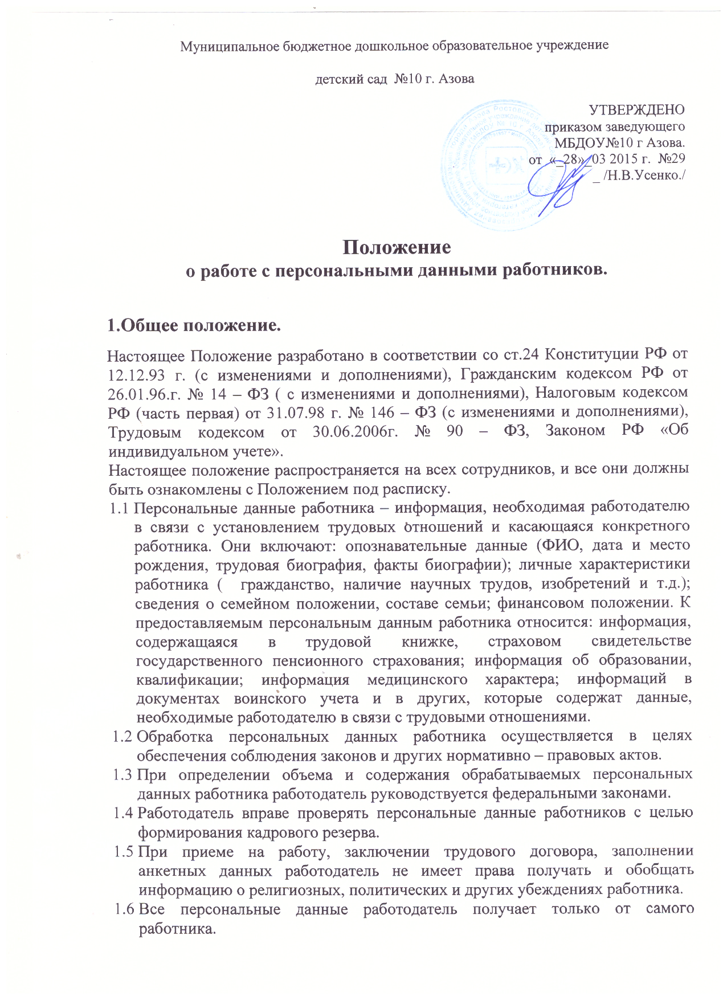 Муниципальное бюджетное дошкольное образовательное учреждение
детский сад №10 г. Азова
УТВЕРЖДЕНО
приказом заведующего
МБДОУ№10 г Азова.
от «_28»_03 2015 г. №29
_ /Н.В.Усенко./
Положение
о работе с персональными данными работников.
1.Общее положение.
Настоящее Положение разработано в соответствии со ст.24 Конституции РФ от
12.12.93 г. (с изменениями и дополнениями), Гражданским кодексом РФ от
26.01.96.г. № 14 – ФЗ ( с изменениями и дополнениями), Налоговым кодексом
РФ (часть первая) от 31.07.98 г. № 146 – ФЗ (с изменениями и дополнениями),
Трудовым кодексом от 30.06.2006г. № 90 – ФЗ, Законом РФ «Об
индивидуальном учете».
Настоящее положение распространяется на всех сотрудников, и все они должны
быть ознакомлены с Положением под расписку.
1.1 Персональные данные работника – информация, необходимая работодателю
в связи с установлением трудовых отношений и касающаяся конкретного
работника. Они включают: опознавательные данные (ФИО, дата и место
рождения, трудовая биография, факты биографии); личные характеристики
работника ( гражданство, наличие научных трудов, изобретений и т.д.);
сведения о семейном положении, составе семьи; финансовом положении. К
предоставляемым персональным данным работника относится: информация,
содержащаяся в трудовой книжке, страховом свидетельстве
государственного пенсионного страхования; информация об образовании,
квалификации; информация медицинского характера; информаций в
документах воинского учета и в других, которые содержат данные,
необходимые работодателю в связи с трудовыми отношениями.
1.2 Обработка персональных данных работника осуществляется в целях
обеспечения соблюдения законов и других нормативно – правовых актов.
1.3 При определении объема и содержания обрабатываемых персональных
данных работника работодатель руководствуется федеральными законами.
1.4 Работодатель вправе проверять персональные данные работников с целью
формирования кадрового резерва.
1.5 При приеме на работу, заключении трудового договора, заполнении
анкетных данных работодатель не имеет права получать и обобщать
информацию о религиозных, политических и других убеждениях работника.
1.6 Все персональные данные работодатель получает только от самого
работника.